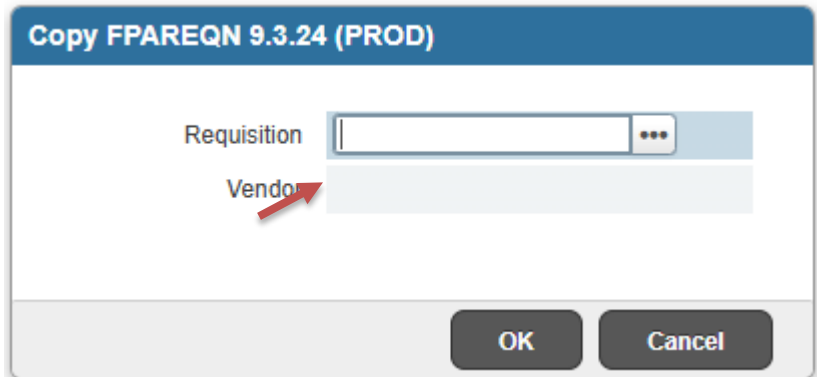 Copy FPAREQN 9.3.24 (PROD)
Requisition
Vendor
OK
Cancel